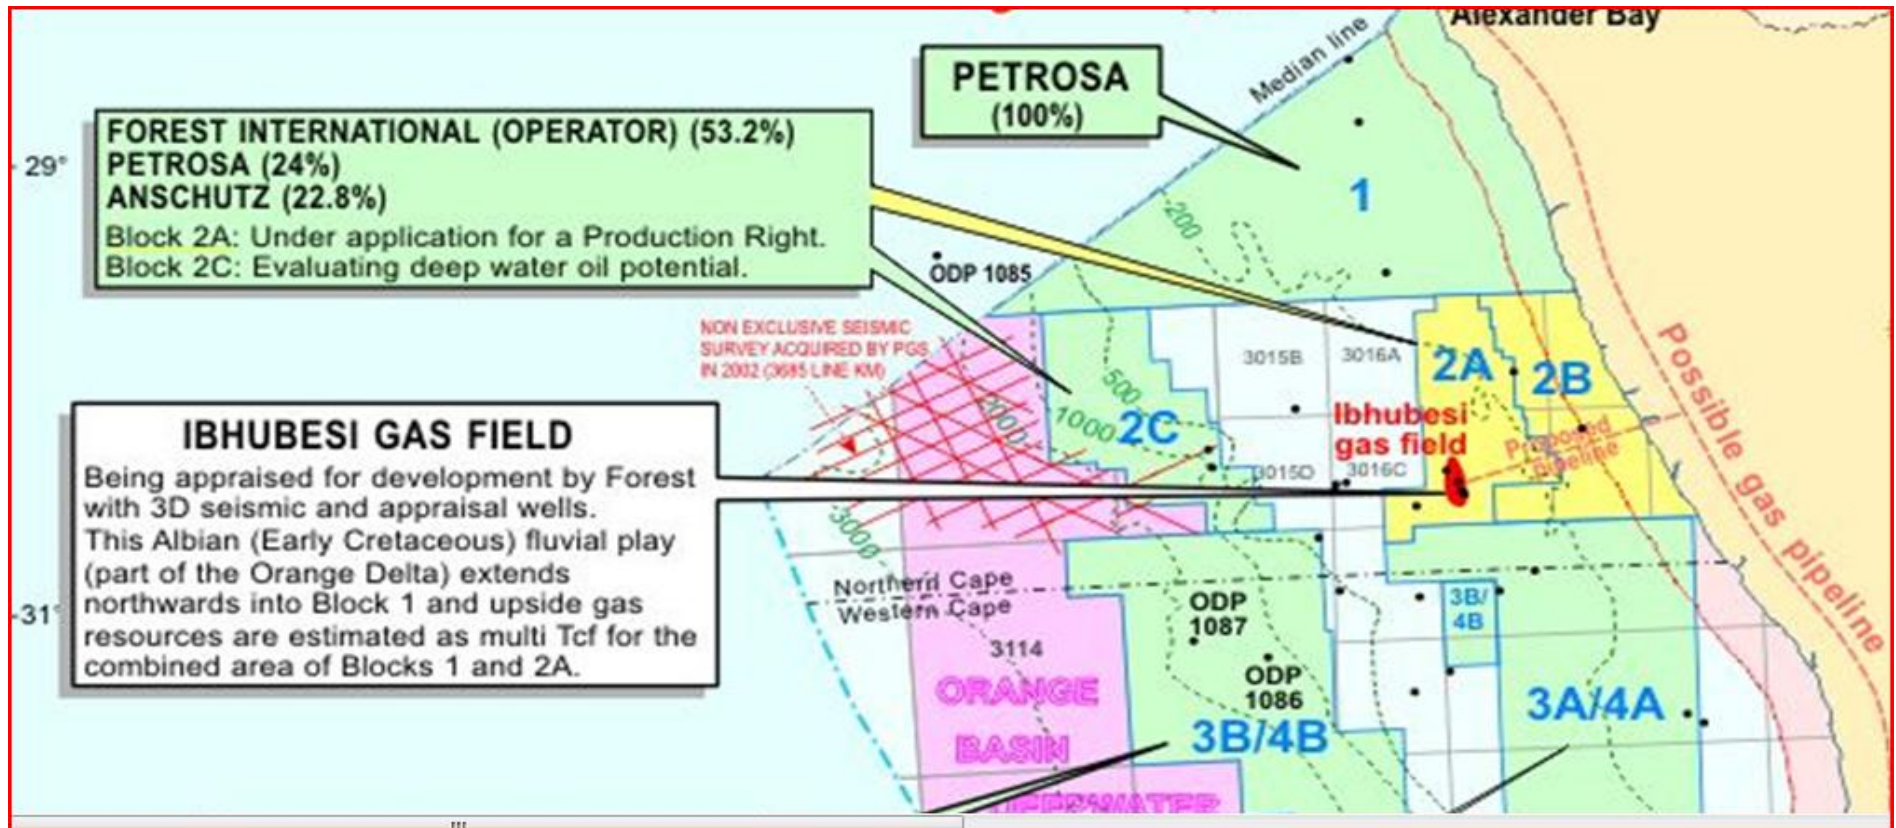 Alexander Bay
Median line
PETROSA
(100%)
FOREST INTERNATIONAL (OPERATOR) (53.2%)
PETROSA (24%)
ANSCHUTZ (22.8%)
Block 2A: Under application for a Production Right.
Block 2C: Evaluating deep water oil potential.
29°
1
200
ODP 1085
NON EXCLUSIVE SEISMIC
SURVEY ACQUIRED BY PGS
IN 2002 (3685 LINE KM)
3015B
3016A
2A
2B
500
1000
2000
2C
Ibhubesi
gas field
Proposed
pipeline
Possible gas pipeline
3015D
3016C
IBHUBESI GAS FIELD
Being appraised for development by Forest
with 3D seismic and appraisal wells.
This Albian (Early Cretaceous) fluvial play
(part of the Orange Delta) extends
northwards into Block 1 and upside gas
resources are estimated as multi Tcf for the
combined area of Blocks 1 and 2A.
3000
31°
Northern Cape
Western Cape
ODP
1087
3B/
4B
3114
ODP
1086
ORANGE
BASIN
3B/4B
3A/4A
DEEPWATER